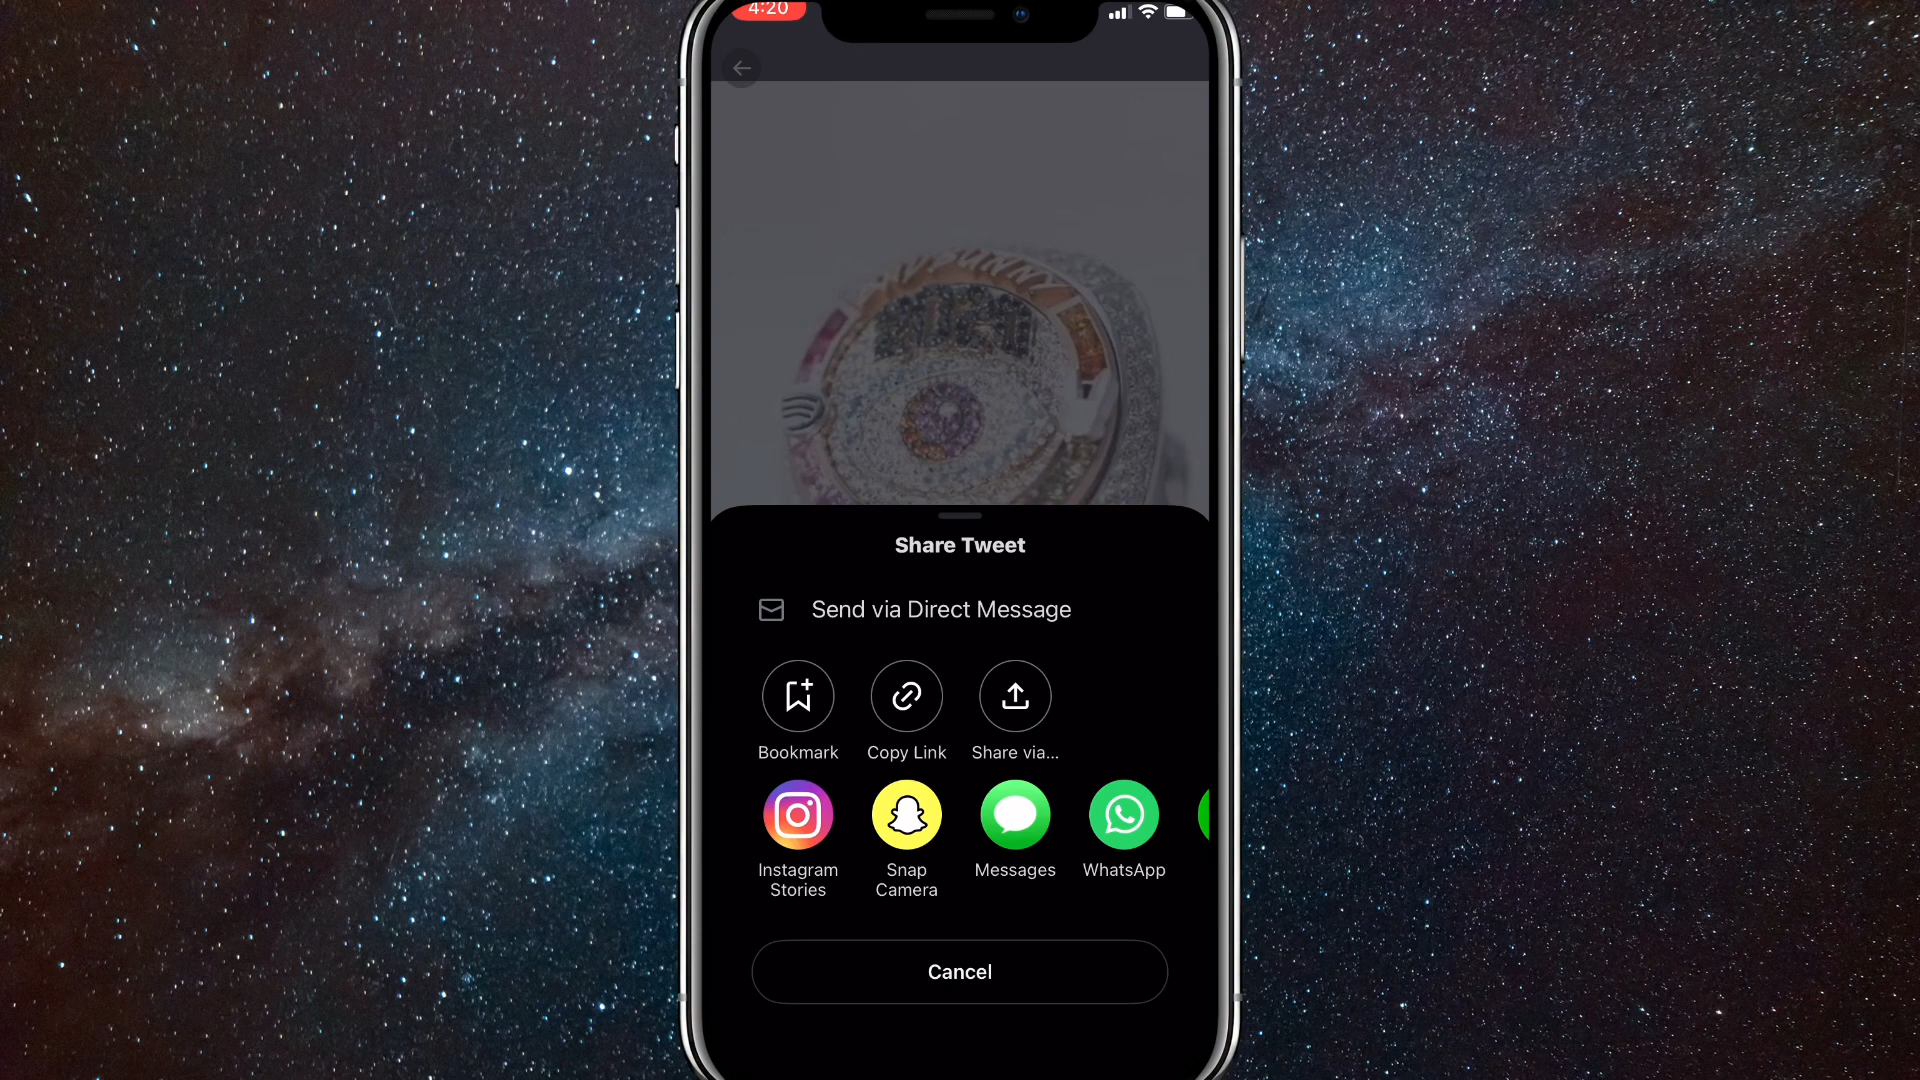 4:20
BUNNY
Share Tweet
Send via Direct Message
Bookmark
Copy Link
Share via...
Instagram
Stories
Snap
Camera
Messages
WhatsApp
Cancel